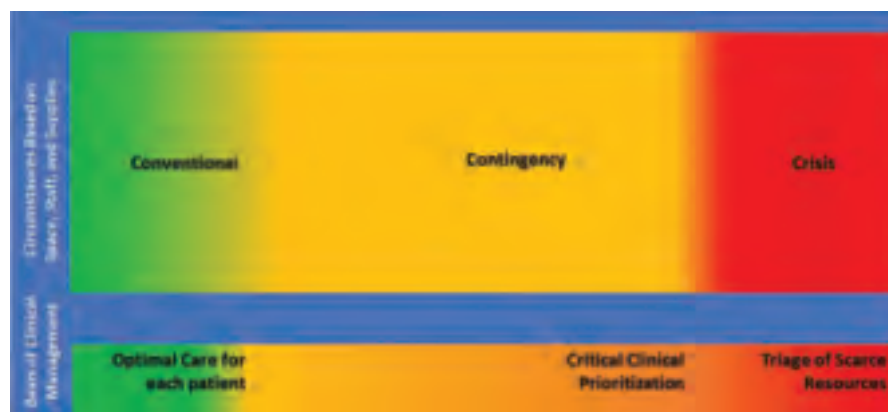 Circumstances Based on
Space, Staff, and Supplies
Conventional
Contingency
Crisis
Basis of Clinical
Management
Optimal Care for
each patient
Critical Clinical
Prioritization
Triage of Scarce
Resources